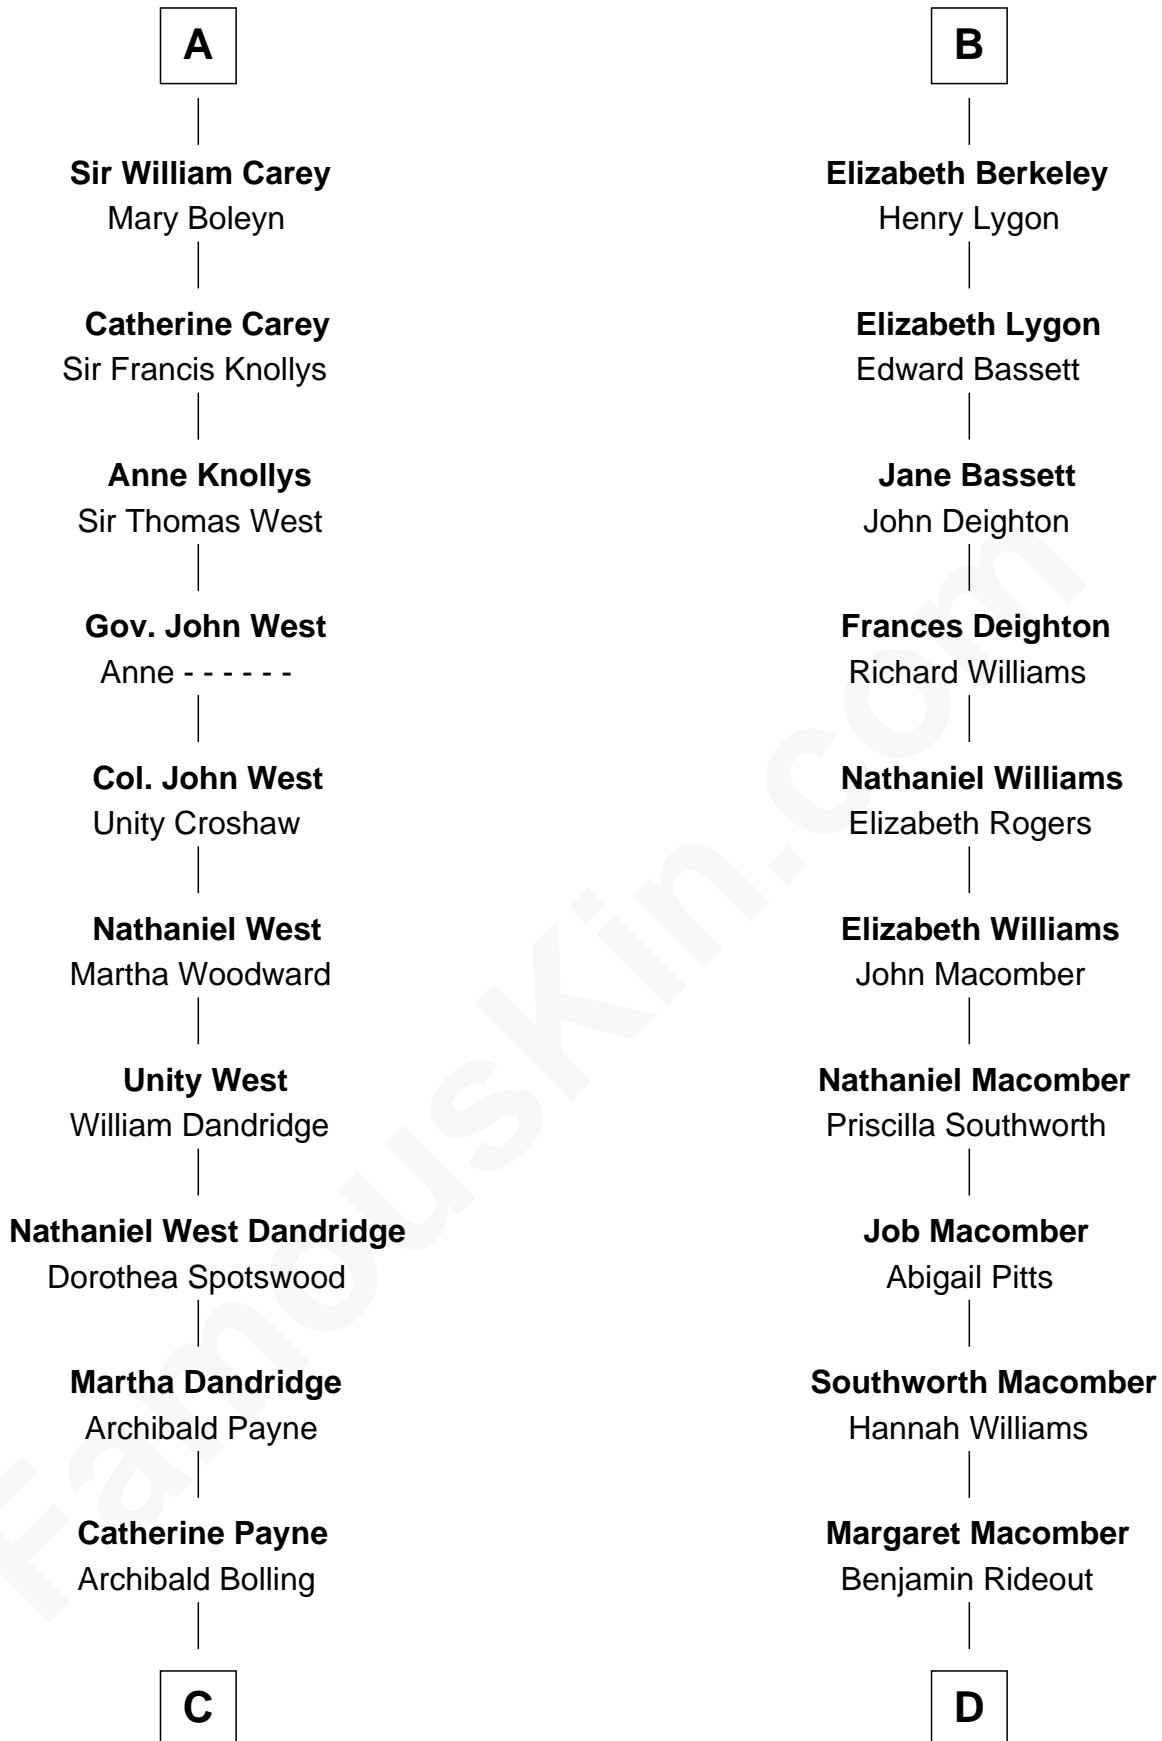 A
Sir William Carey
Mary Boleyn
Catherine Carey
Sir Francis Knollys
Anne Knollys
Sir Thomas West
Gov. John West
Anne - - - - - -
Col. John West
Unity Croshaw
Nathaniel West
Martha Woodward
Unity West
William Dandridge
Nathaniel West Dandridge
Dorothea Spotswood
Martha Dandridge
Archibald Payne
Catherine Payne
Archibald Bolling
C
B
Elizabeth Berkeley
Henry Lygon
Elizabeth Lygon
Edward Bassett
Jane Bassett
John Deighton
Frances Deighton
Richard Williams
Nathaniel Williams
Elizabeth Rogers
Elizabeth Williams
John Macomber
Nathaniel Macomber
Priscilla Southworth
Job Macomber
Abigail Pitts
Southworth Macomber
Hannah Williams
Margaret Macomber
Benjamin Rideout
D
FamousKin.com